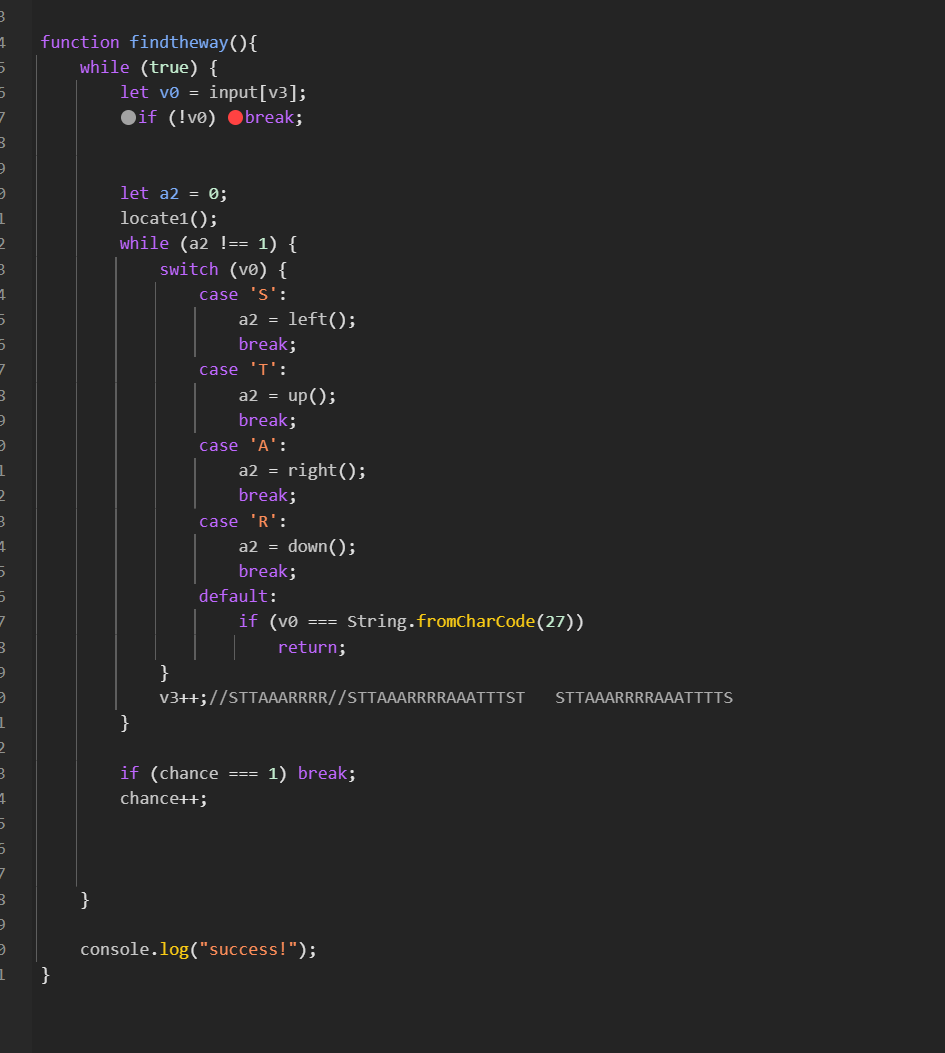 3
4 function findtheway(){
5 while (true) {
6 let v0 = input[v3];
7 if (!v0) break;
8
9
0 let a2 = 0;
1 locate1();
2 while (a2 !== 1) {
3 switch (v0) {
4 case 'S':
5 a2 = left();
6 break;
7 case 'T':
8 a2 = up();
9 break;
0 case 'A':
1 a2 = right();
2 break;
3 case 'R':
4 a2 = down();
5 break;
6 default:
7 if (v0 === String.fromCharCode(27))
8 return;
9 }
0 v3++;//STTAAARRRR//STTAAARRRRAAATTTST   STTAAARRRRAAATTTTS
1 }
2
3 if (chance === 1) break;
4 chance++;
5
6
7
8 }
9
0 console.log("success!");
1 }